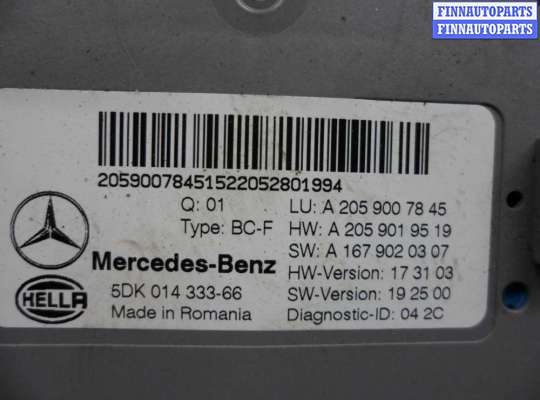 FINNAUTOPARTS
FINNAUTOPARTS
20590078451522052801994
Q: 01
LU: A 205 900 78 45
Type: BC-F
HW: A 205 901 95 19
SW: A 167 902 03 07
Mercedes-Benz
HW-Version: 17 31 03
HELLA
5DK 014 333-66
SW-Version: 19 25 00
Made in Romania
Diagnostic-ID: 04 2C